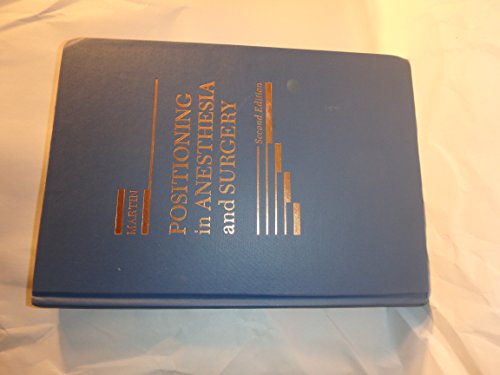 MARTIN
POSITIONING
in ANESTHESIA
and SURGERY
Second Edition